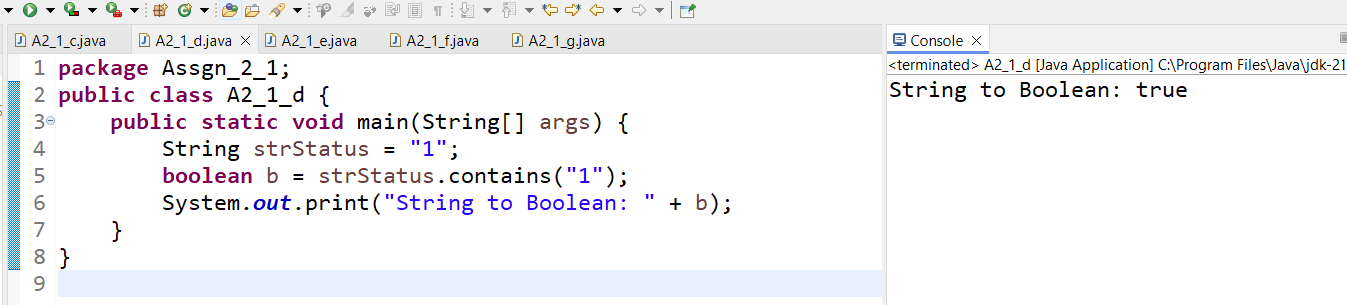 A2_1_c.java A2_1_d.java A2_1_e.java A2_1_f.java A2_1_g.java
1 package Assgn_2_1;
2 public class A2_1_d {
3 public static void main(String[] args) {
4 String strStatus = "1";
5 boolean b = strStatus.contains("1");
6 System.out.print("String to Boolean: " + b);
7 }
8 }
9
Console
<terminated> A2_1_d [Java Application] C:\Program Files\Java\jdk-21
String to Boolean: true